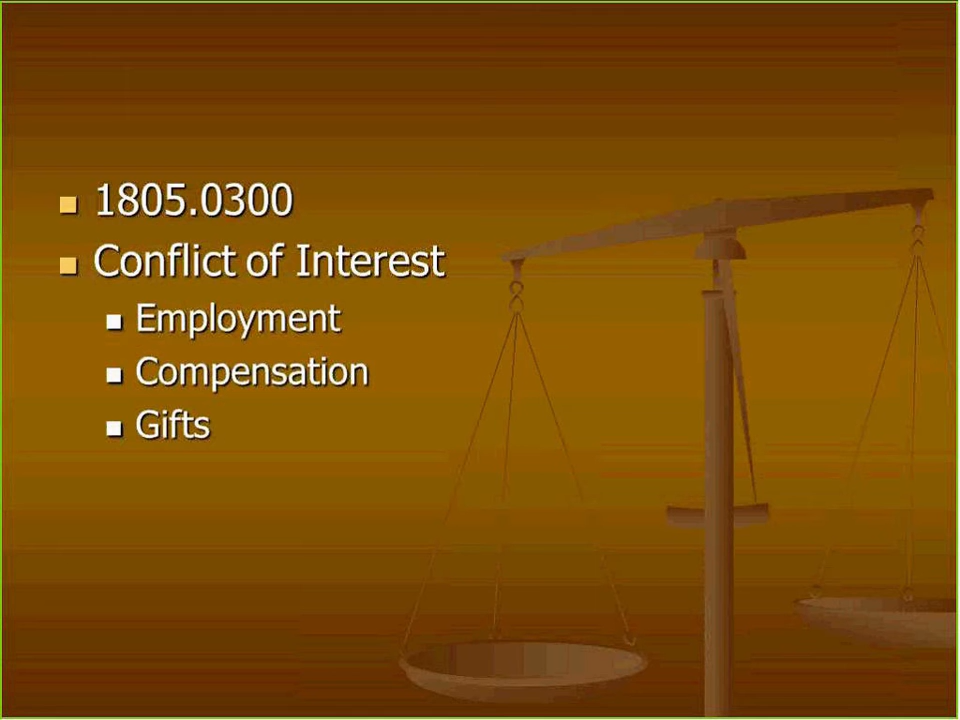 1805.0300
Conflict of Interest
Employment
Compensation
Gifts